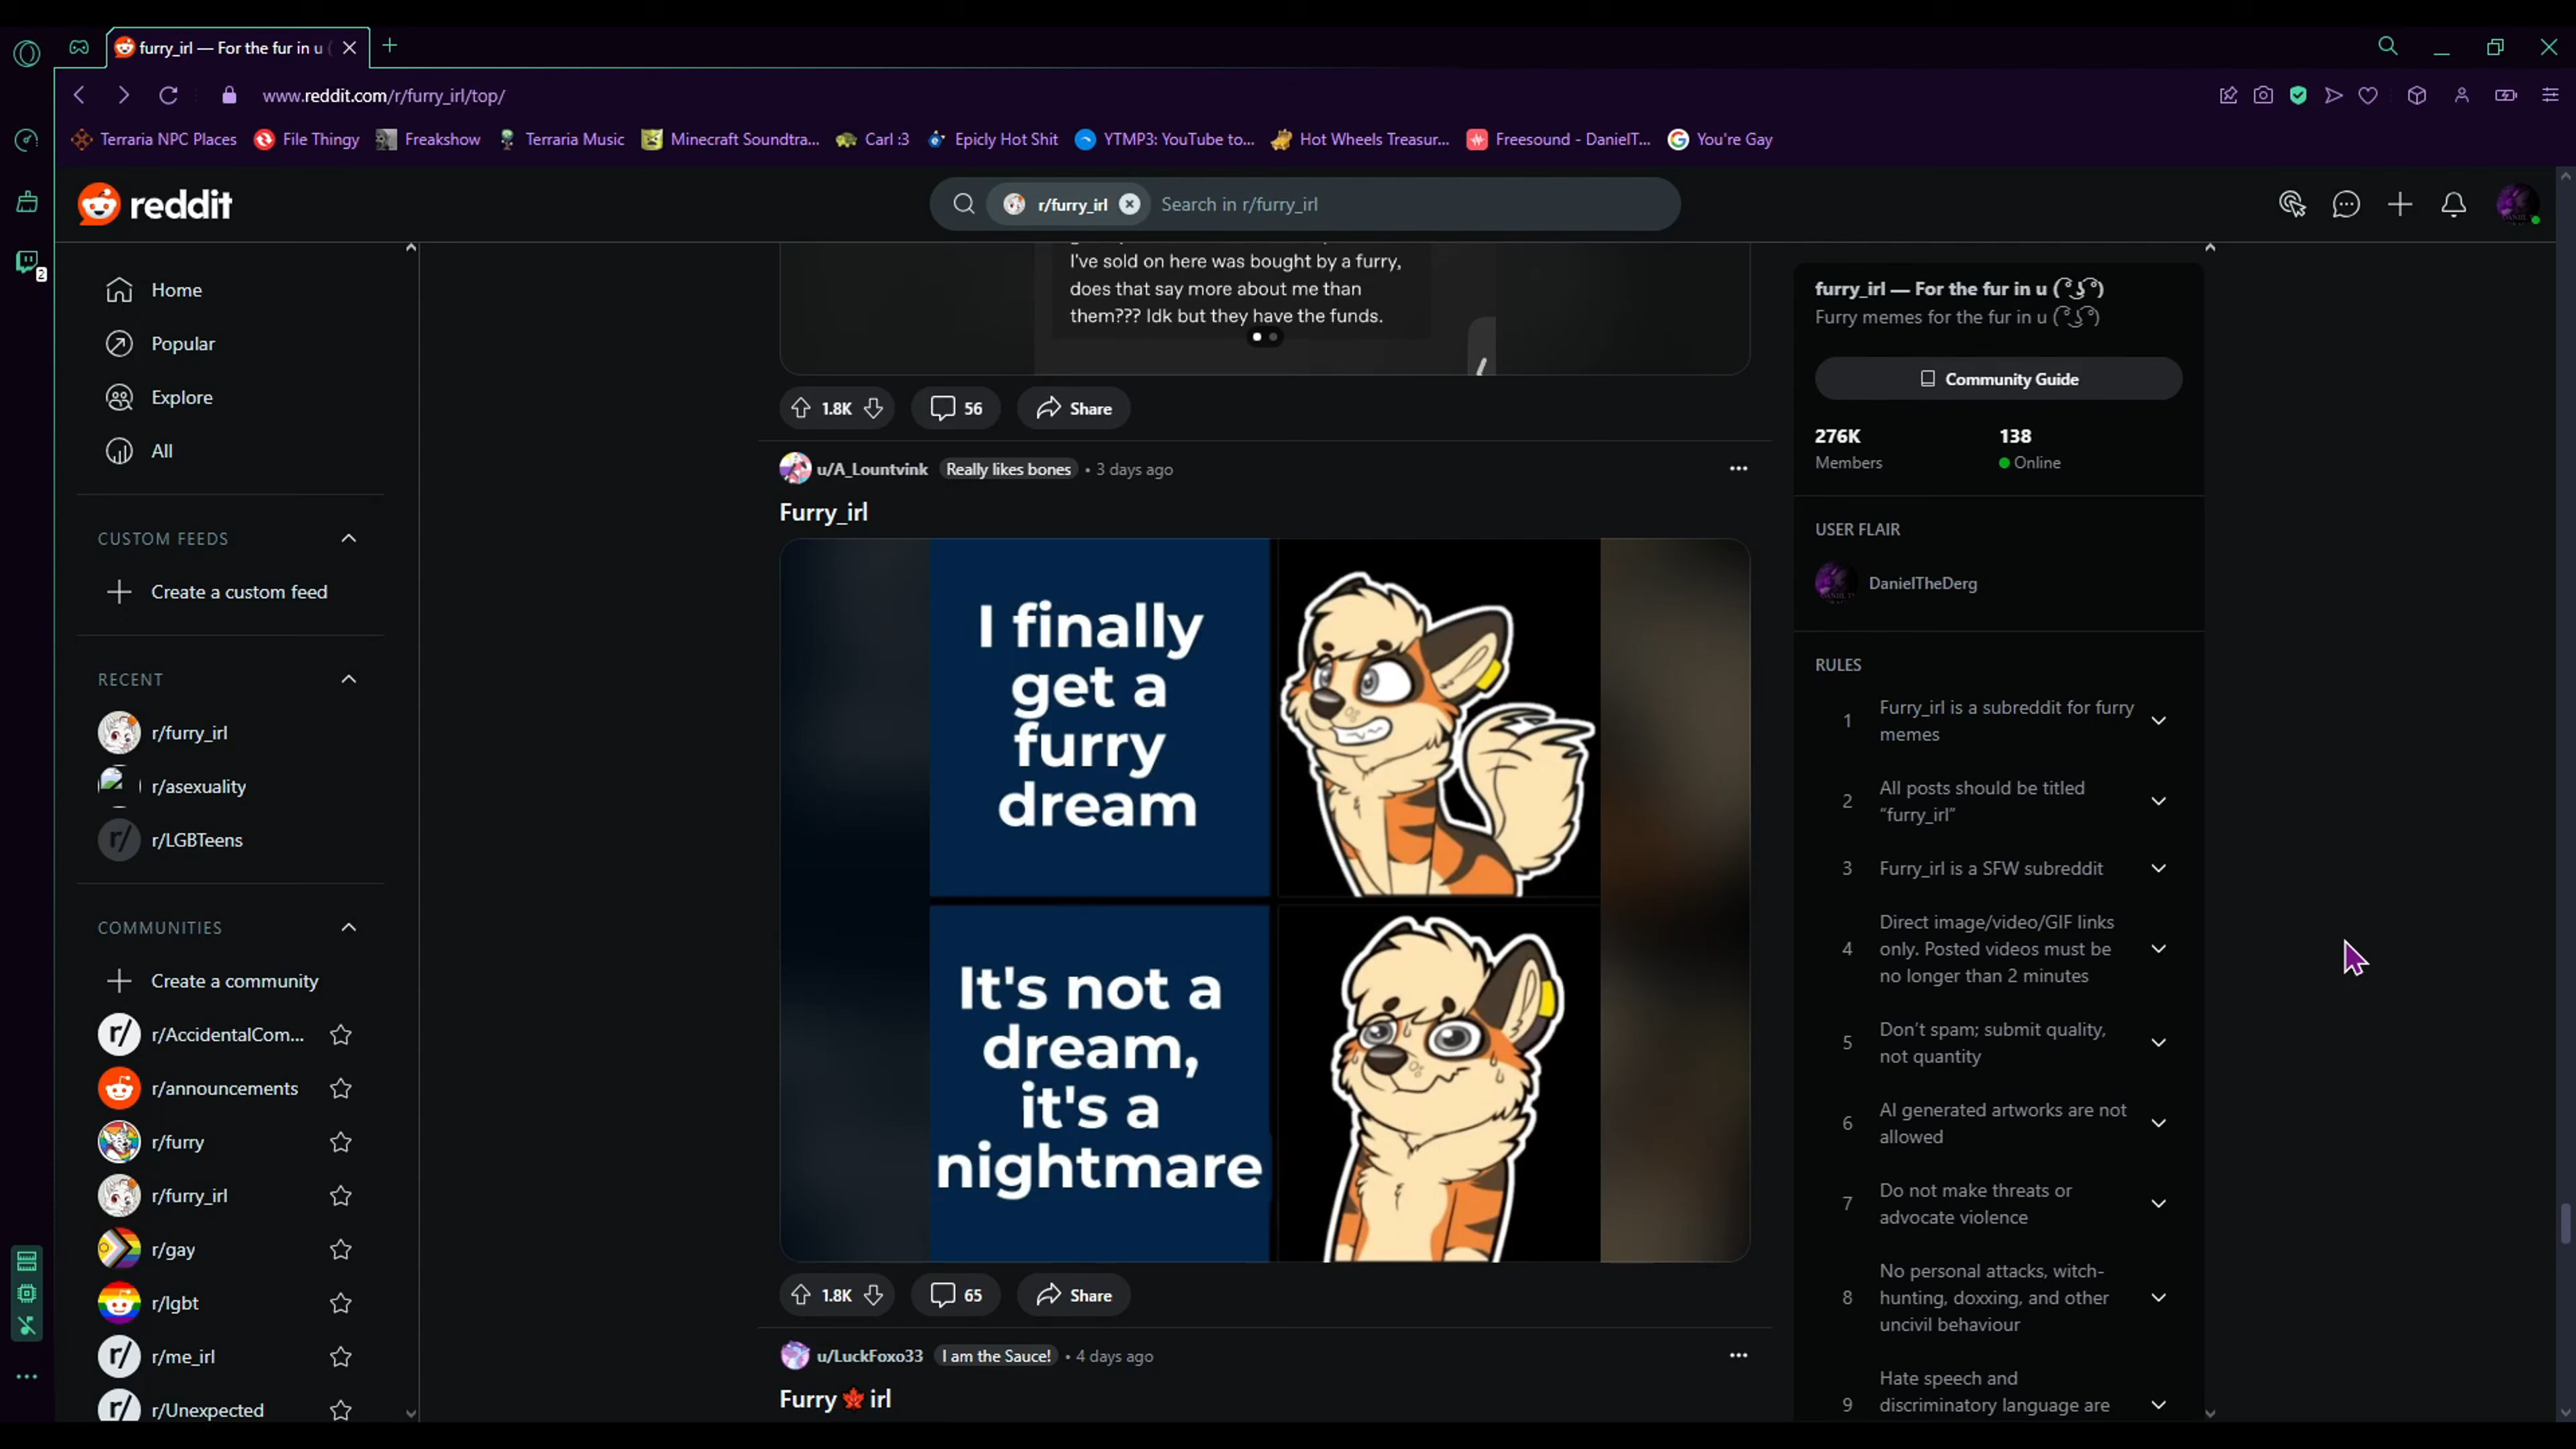 furry_irl — For the fur in u (
www.reddit.com/r/furry_irl/top/
Terraria NPC Places
File Thingy
Freakshow
Terraria Music
Minecraft Soundtra...
Carl :3
Epicly Hot Shit
YTMP3: YouTube to...
Hot Wheels Treasur...
Freesound - DanielT...
You're Gay
2
reddit
r/furry_irl
Search in r/furry_irl
Home
Popular
Explore
All
CUSTOM FEEDS
Create a custom feed
RECENT
r/furry_irl
r/asexuality
r/LGBTeens
COMMUNITIES
Create a community
r/AccidentalCom...
r/announcements
r/furry
r/furry_irl
r/gay
r/lgbt
r/me_irl
r/Unexpected
I've sold on here was bought by a furry,
does that say more about me than
them??? Idk but they have the funds.
1.8K
56
Share
u/A_Lountvink
Really likes bones
• 3 days ago
Furry_irl
I finally
get a
furry
dream
It's not a
dream,
it's a
nightmare
1.8K
65
Share
u/LuckFoxo33
I am the Sauce!
• 4 days ago
Furry 🍁 irl
furry_irl — For the fur in u ( ͡° ͜ʖ ͡°)
Furry memes for the fur in u ( ͡° ͜ʖ ͡°)
Community Guide
276K
Members
138
Online
USER FLAIR
DanielTheDerg
RULES
1
Furry_irl is a subreddit for furry
memes
2
All posts should be titled
“furry_irl”
3
Furry_irl is a SFW subreddit
4
Direct image/video/GIF links
only. Posted videos must be
no longer than 2 minutes
5
Don’t spam; submit quality,
not quantity
6
AI generated artworks are not
allowed
7
Do not make threats or
advocate violence
8
No personal attacks, witch-
hunting, doxxing, and other
uncivil behaviour
9
Hate speech and
discriminatory language are